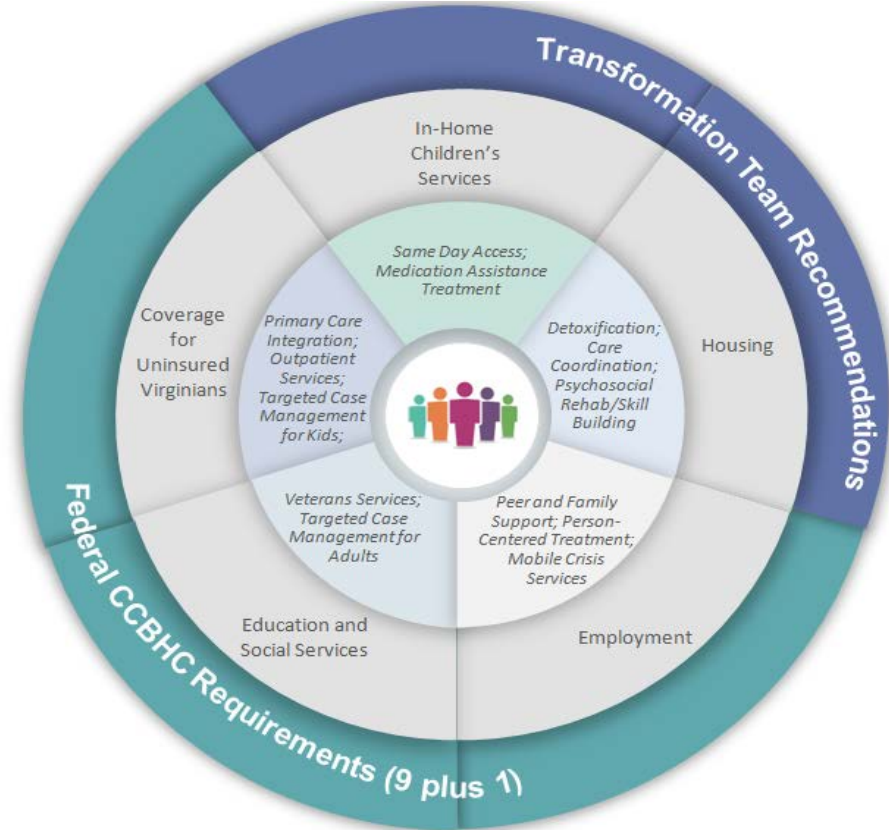 Transformation Team Recommendations
In-Home
Children's
Services
Same Day Access;
Medication Assistance
Treatment
Coverage
for
Uninsured
Virginians
Primary Care
Integration;
Outpatient
Services;
Targeted Case
Management
for Kids;
Detoxification;
Care
Coordination;
Psychosocial
Rehab/Skill
Building
Housing
Veterans Services;
Targeted Case
Management for
Adults
Peer and Family
Support; Person-
Centered Treatment;
Mobile Crisis
Services
Education and
Social Services
Employment
Federal CCBHC Requirements (9 plus 1)